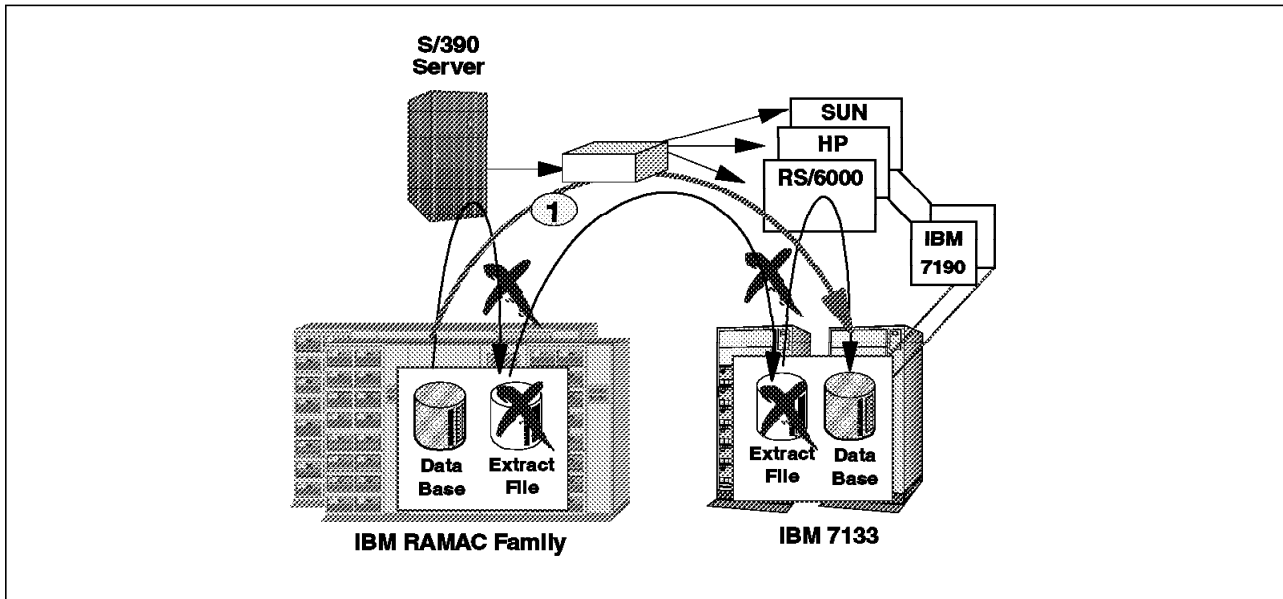 S/390
Server
SUN
HP
RS/6000
1
IBM
7190
Data
Base
Extract
File
Extract
File
Data
Base
IBM RAMAC Family
IBM 7133